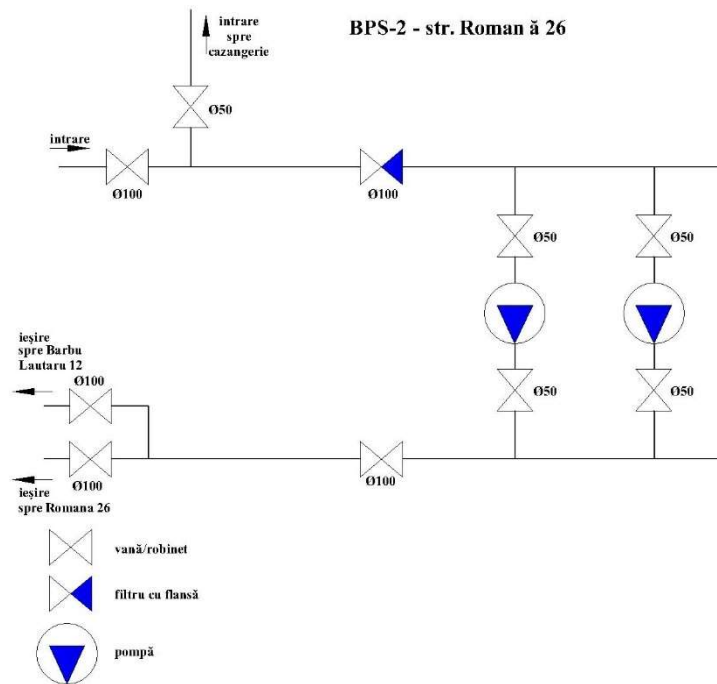 intrare
spre
cazangerie
BPS-2 - str. Roman ă 26
Ø50
intrare
Ø100
Ø100
Ø50
Ø50
ieşire
spre Barbu
Lautaru 12
Ø100
Ø50
Ø50
Ø100
Ø100
ieşire
spre Romana 26
vană/robinet
filtru cu flansă
pompă